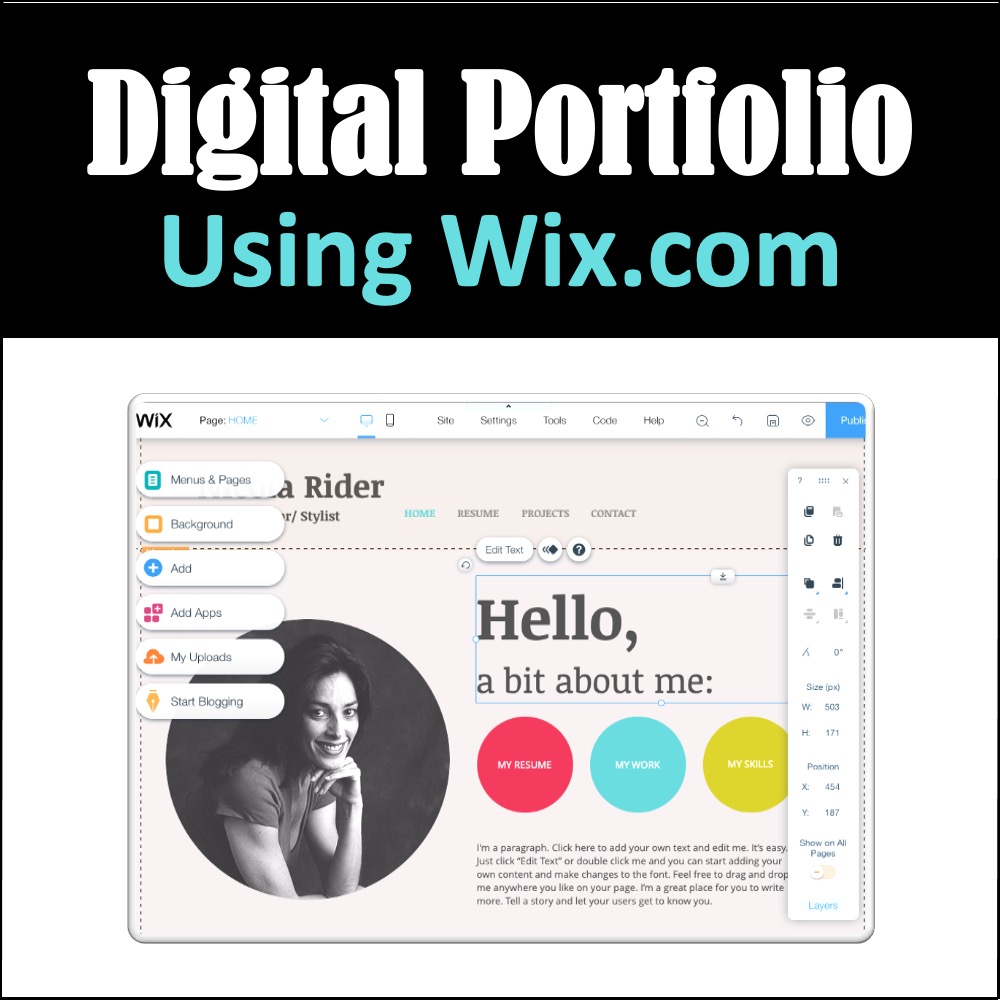 Digital Portfolio
Using Wix.com
WiX
Page: HOME
Site Settings Tools Code Help
Menus & Pages
Background
Add
Add Apps
My Uploads
Start Blogging
Rider
Stylist
HOME RESUME PROJECTS CONTACT
Edit Text
?
Hello,
a bit about me:
MY RESUME
MY WORK
MY SKILLS
I'm a paragraph. Click here to add your own text and edit me. It's easy.
Just click "Edit Text" or double click me and you can start adding your
own content and make changes to the font. Feel free to drag and drop
me anywhere you like on your page. I'm a great place for you to write
more. Tell a story and let your users get to know you.
? x
0°
Size (px)
W: 503
H: 171
Position
X: 454
Y: 187
Show on All
Pages
Layers